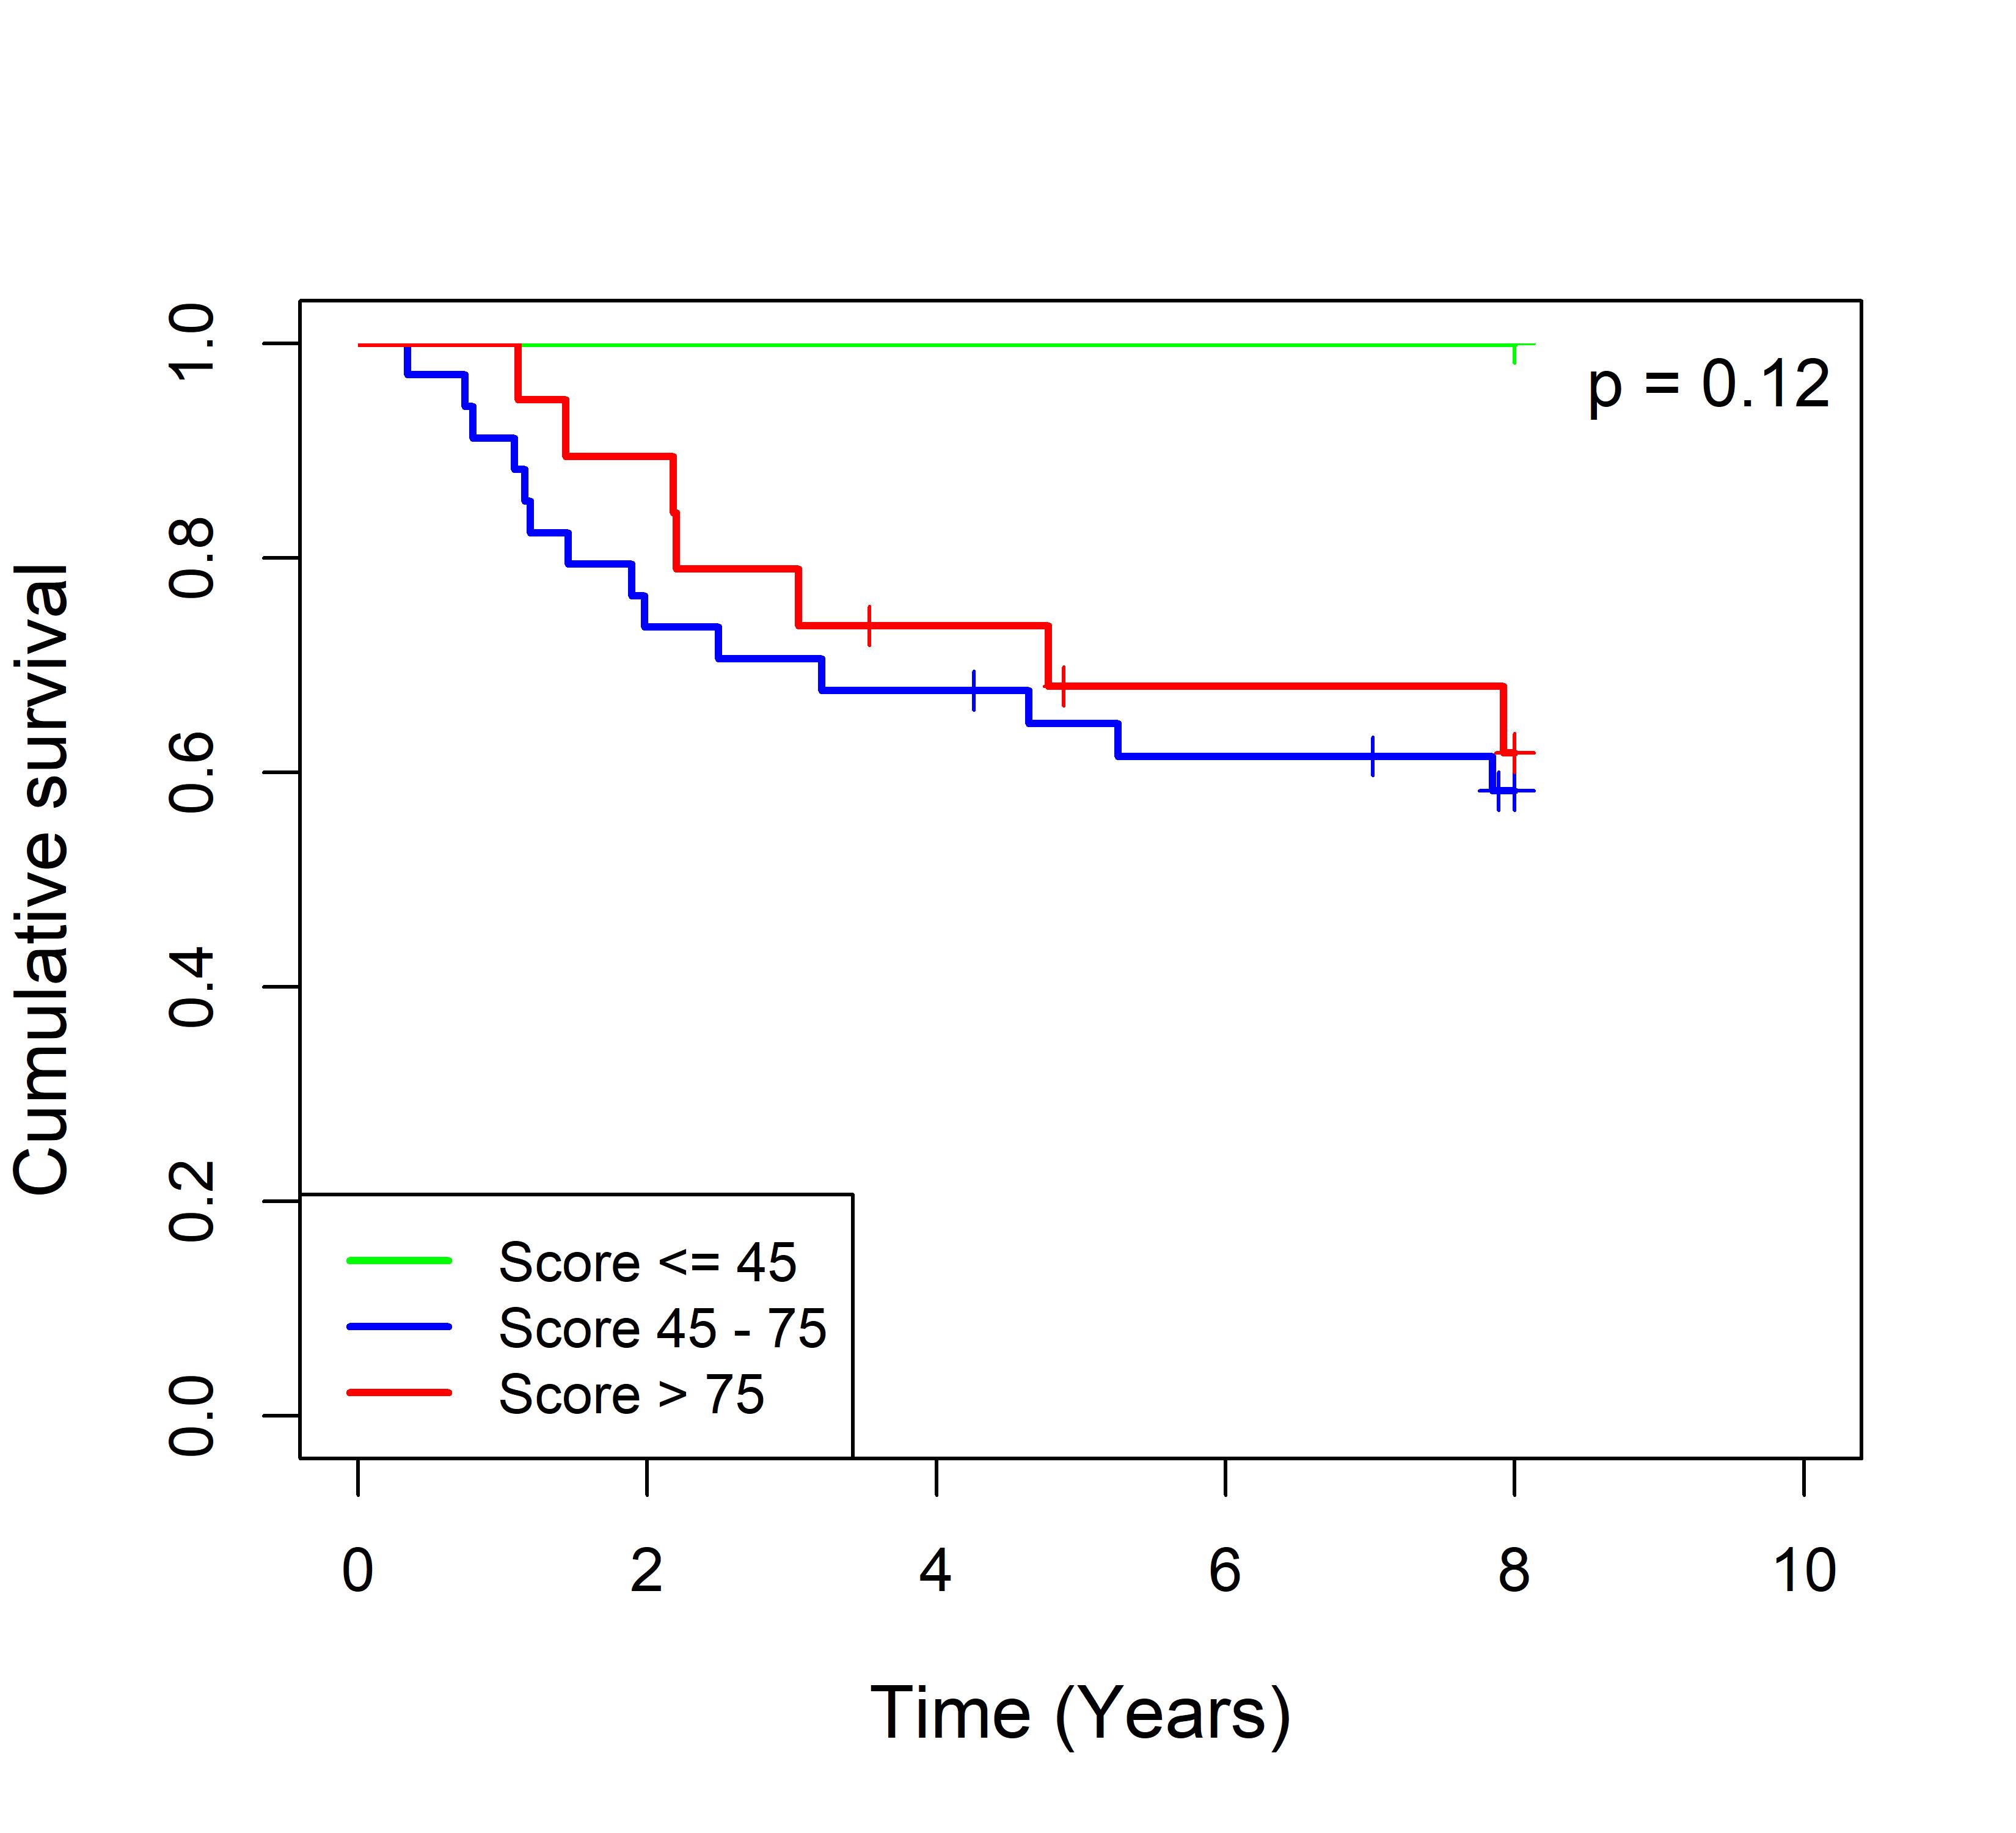 p = 0.12
Cumulative survival
1.0
0.8
0.6
0.4
0.2
0.0
Score <= 45
Score 45 - 75
Score > 75
0 2 4 6 8 10
Time (Years)